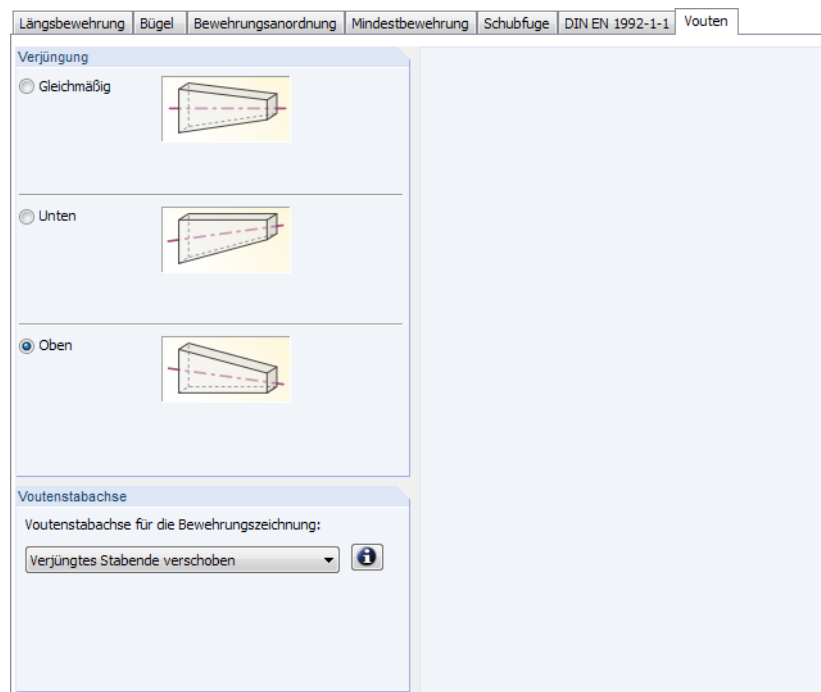 Längsbewehrung Bügel Bewehrungsanordnung Mindestbewehrung Schubfuge DIN EN 1992-1-1 Vouten
Verjüngung
Gleichmäßig
Unten
Oben
Voutenstabachse
Voutenstabachse für die Bewehrungszeichnung:
Verjüngtes Stabende verschoben